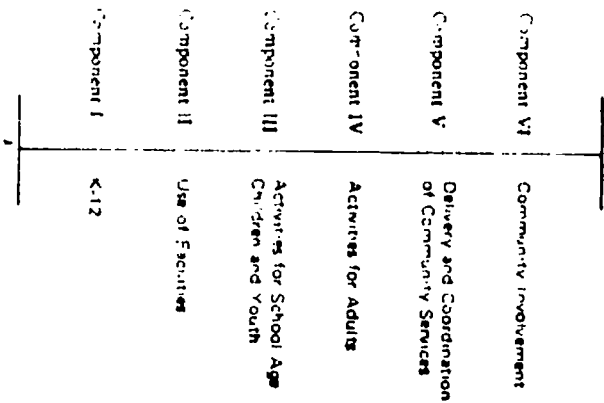 Component VI Community Involvement
Component V Delivery and Coordination
of Community Services
Component IV Activities for Adults
Component III Activities for School Age
Children and Youth
Component II Use of Facilities
Component I K-12